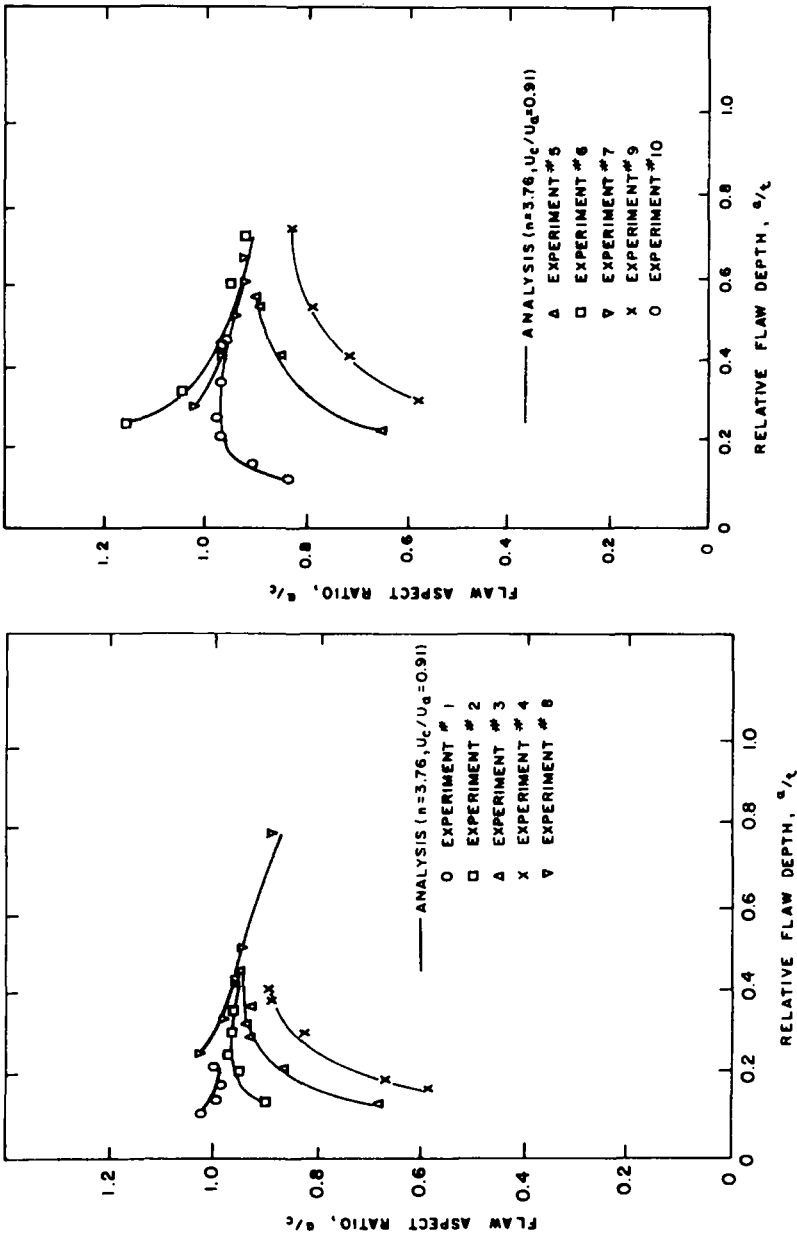 1.2
1.0
0.8
0.6
0.4
0.2
0
FLAW ASPECT RATIO, a/c
ANALYSIS (n=3.76, Uc/Ua=0.91)
EXPERIMENT # 1
EXPERIMENT # 2
EXPERIMENT # 3
EXPERIMENT # 4
EXPERIMENT # 8
0
0.2
0.4
0.6
0.8
1.0
RELATIVE FLAW DEPTH, a/t
1.2
1.0
0.8
0.6
0.4
0.2
0
FLAW ASPECT RATIO, a/c
ANALYSIS (n=3.76, Uc/Ua=0.91)
EXPERIMENT #5
EXPERIMENT #6
EXPERIMENT #7
EXPERIMENT #9
EXPERIMENT #10
0
0.2
0.4
0.6
0.8
1.0
RELATIVE FLAW DEPTH, a/t